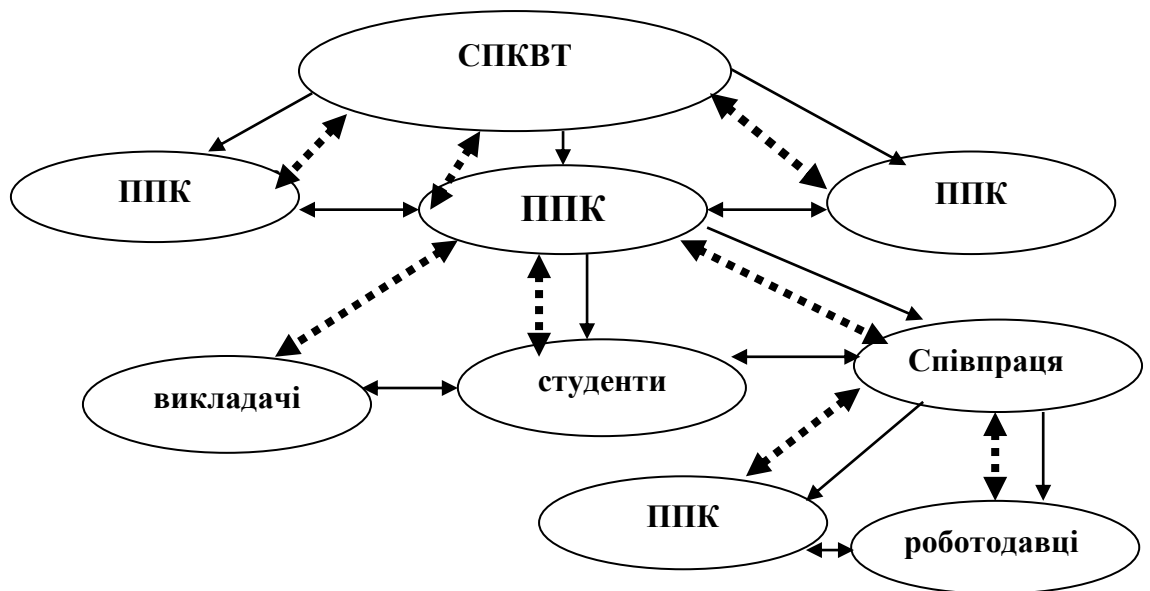 СПКВТ
ППК
ППК
ППК
викладачі
студенти
Співпраця
ППК
роботодавці